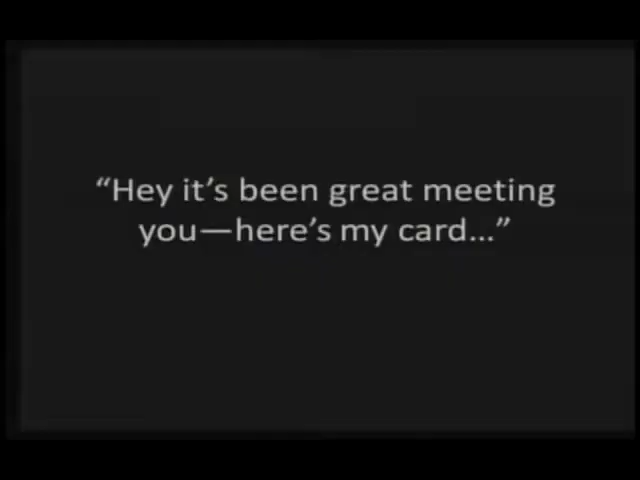 “Hey it’s been great meeting
you—here’s my card...”